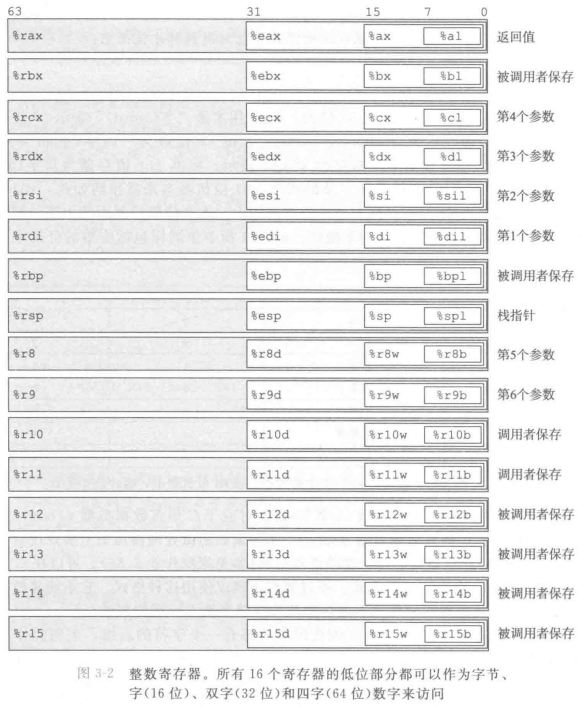 63 31 15 7 0
%rax %eax %ax %al 返回值
%rbx %ebx %bx %bl 被调用者保存
%rcx %ecx %cx %cl 第4个参数
%rdx %edx %dx %dl 第3个参数
%rsi %esi %si %sil 第2个参数
%rdi %edi %di %dil 第1个参数
%rbp %ebp %bp %bpl 被调用者保存
%rsp %esp %sp %spl 栈指针
%r8 %r8d %r8w %r8b 第5个参数
%r9 %r9d %r9w %r9b 第6个参数
%r10 %r10d %r10w %r10b 调用者保存
%r11 %r11d %r11w %r11b 调用者保存
%r12 %r12d %r12w %r12b 被调用者保存
%r13 %r13d %r13w %r13b 被调用者保存
%r14 %r14d %r14w %r14b 被调用者保存
%r15 %r15d %r15w %r15b 被调用者保存
图 3-2 整数寄存器。所有 16 个寄存器的低位部分都可以作为字节、
字(16 位)、双字(32 位)和四字(64 位)数字来访问